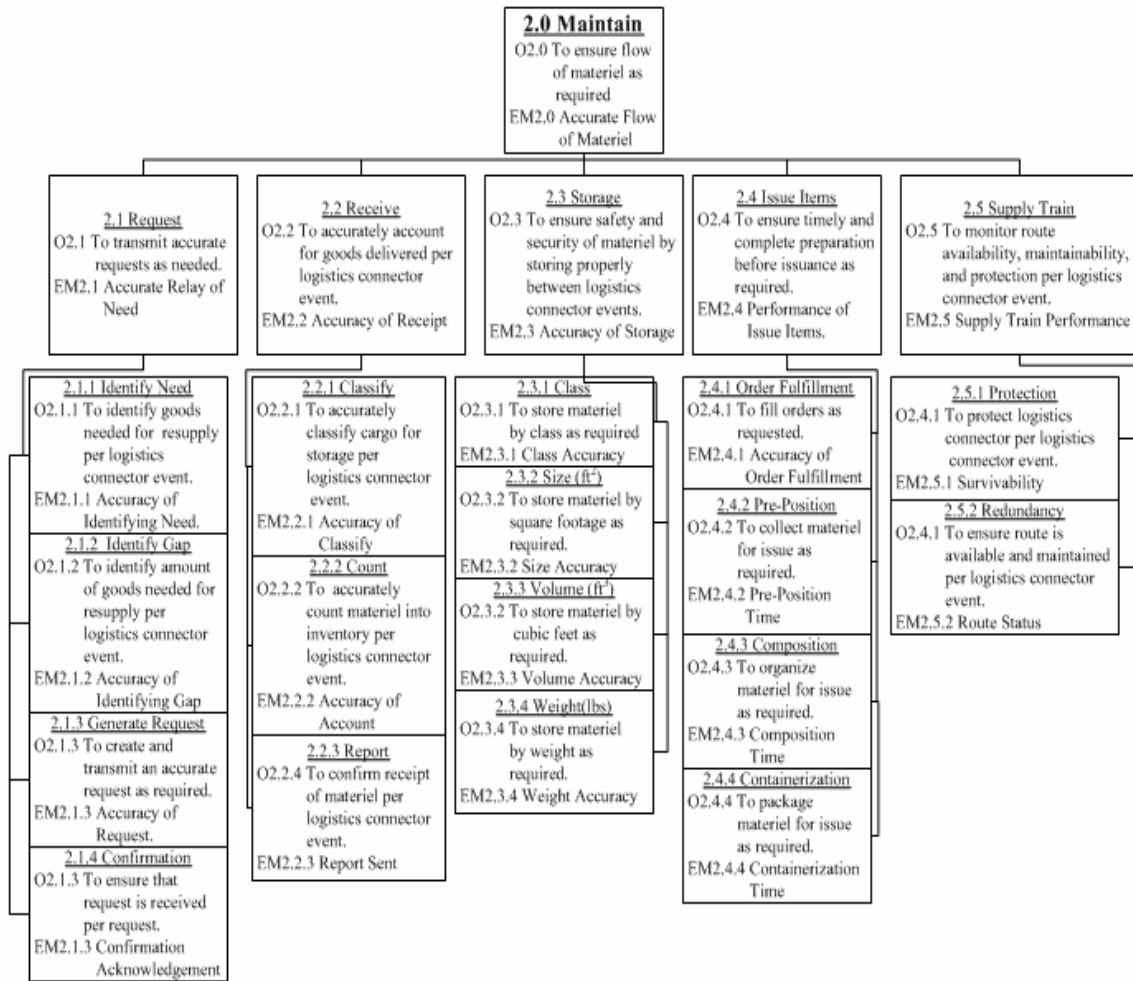 2.0 Maintain
O2.0 To ensure flow
of materiel as
required
EM2.0 Accurate Flow
of Materiel
2.1 Request
O2.1 To transmit accurate
requests as needed.
EM2.1 Accurate Relay of
Need
2.2 Receive
O2.2 To accurately account
for goods delivered per
logistics connector
event.
EM2.2 Accuracy of Receipt
2.3 Storage
O2.3 To ensure safety and
security of materiel by
storing properly
between logistics
connector events.
EM2.3 Accuracy of Storage
2.4 Issue Items
O2.4 To ensure timely and
complete preparation
before issuance as
required.
EM2.4 Performance of
Issue Items.
2.5 Supply Train
O2.5 To monitor route
availability, maintainability,
and protection per logistics
connector event.
EM2.5 Supply Train Performance
2.1.1 Identify Need
O2.1.1 To identify goods
needed for resupply
per logistics
connector event.
EM2.1.1 Accuracy of
Identifying Need.
2.1.2 Identify Gap
O2.1.2 To identify amount
of goods needed for
resupply per
logistics connector
event.
EM2.1.2 Accuracy of
Identifying Gap
2.1.3 Generate Request
O2.1.3 To create and
transmit an accurate
request as required.
EM2.1.3 Accuracy of
Request.
2.1.4 Confirmation
O2.1.3 To ensure that
request is received
per request.
EM2.1.3 Confirmation
Acknowledgement
2.2.1 Classify
O2.2.1 To accurately
classify cargo for
storage per
logistics connector
event.
EM2.2.1 Accuracy of
Classify
2.2.2 Count
O2.2.2 To accurately
count materiel into
inventory per
logistics connector
event.
EM2.2.2 Accuracy of
Account
2.2.3 Report
O2.2.4 To confirm receipt
of materiel per
logistics connector
event.
EM2.2.3 Report Sent
2.3.1 Class
O2.3.1 To store materiel
by class as required
EM2.3.1 Class Accuracy
2.3.2 Size (ft²)
O2.3.2 To store materiel by
square footage as
required.
EM2.3.2 Size Accuracy
2.3.3 Volume (ft³)
O2.3.2 To store materiel by
cubic feet as
required.
EM2.3.3 Volume Accuracy
2.3.4 Weight(lbs)
O2.3.4 To store materiel
by weight as
required.
EM2.3.4 Weight Accuracy
2.4.1 Order Fulfillment
O2.4.1 To fill orders as
requested.
EM2.4.1 Accuracy of
Order Fulfillment
2.4.2 Pre-Position
O2.4.2 To collect materiel
for issue as
required.
EM2.4.2 Pre-Position
Time
2.4.3 Composition
O2.4.3 To organize
materiel for issue
as required.
EM2.4.3 Composition
Time
2.4.4 Containerization
O2.4.4 To package
materiel for issue
as required.
EM2.4.4 Containerization
Time
2.5.1 Protection
O2.4.1 To protect logistics
connector per logistics
connector event.
EM2.5.1 Survivability
2.5.2 Redundancy
O2.4.1 To ensure route is
available and maintained
per logistics connector
event.
EM2.5.2 Route Status